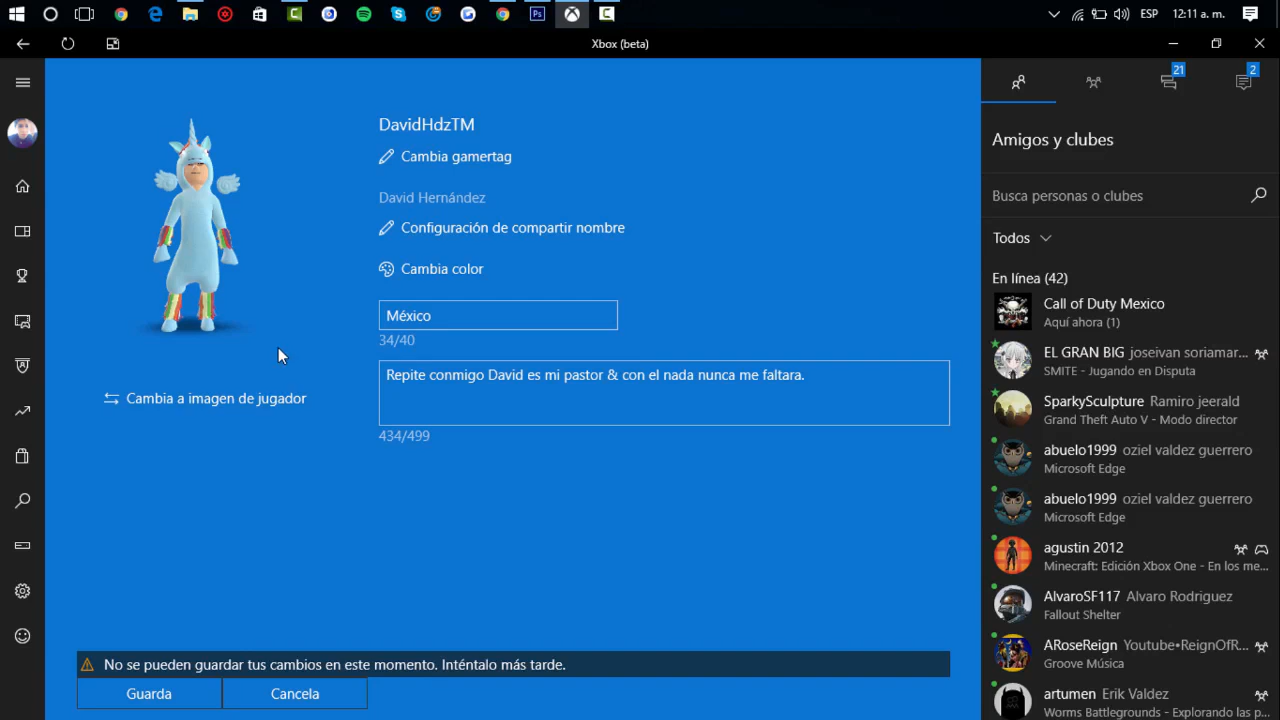 ESP
12:11 a. m.
Xbox (beta)
DavidHdzTM
Cambia gamertag
David Hernández
Configuración de compartir nombre
Cambia color
México
34/40
Repite conmigo David es mi pastor & con el nada nunca me faltara.
434/499
Cambia a imagen de jugador
No se pueden guardar tus cambios en este momento. Inténtalo más tarde.
Guarda
Cancela
21
2
Amigos y clubes
Busca personas o clubes
Todos
En línea (42)
Call of Duty Mexico
Aquí ahora (1)
EL GRAN BIG joseivan soriamar...
SMITE - Jugando en Disputa
SparkySculpture Ramiro jeerald
Grand Theft Auto V - Modo director
abuelo1999 oziel valdez guerrero
Microsoft Edge
abuelo1999 oziel valdez guerrero
Microsoft Edge
agustin 2012
Minecraft: Edición Xbox One - En los me...
AlvaroSF117 Alvaro Rodriguez
Fallout Shelter
ARoseReign Youtube•ReignOfR...
Groove Música
artumen Erik Valdez
Worms Battlegrounds - Explorando las p...